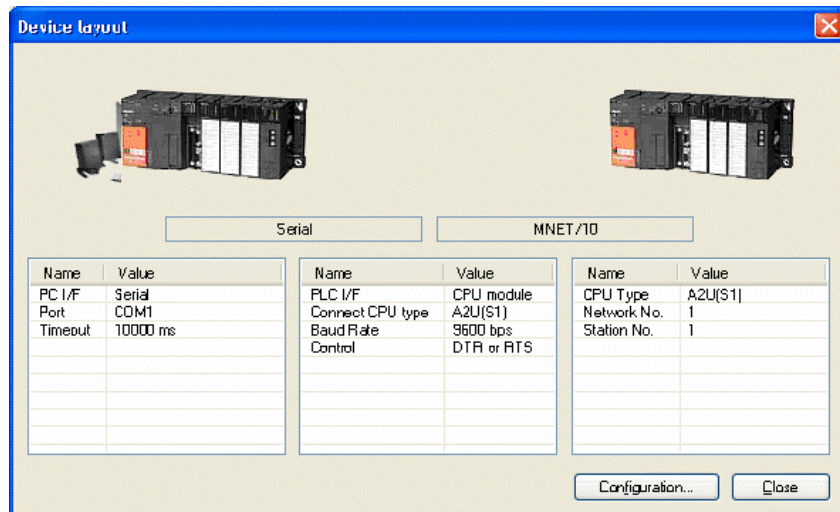 Device layout
Serial
MNET/10
Name Value
PC I/F Serial
Port COM1
Timeout 10000 ms
Name Value
PLC I/F CPU module
Connect CPU type A2U(S1)
Baud Rate 9600 bps
Control DTR or RTS
Name Value
CPU Type A2U(S1)
Network No. 1
Station No. 1
Configuration...
Close